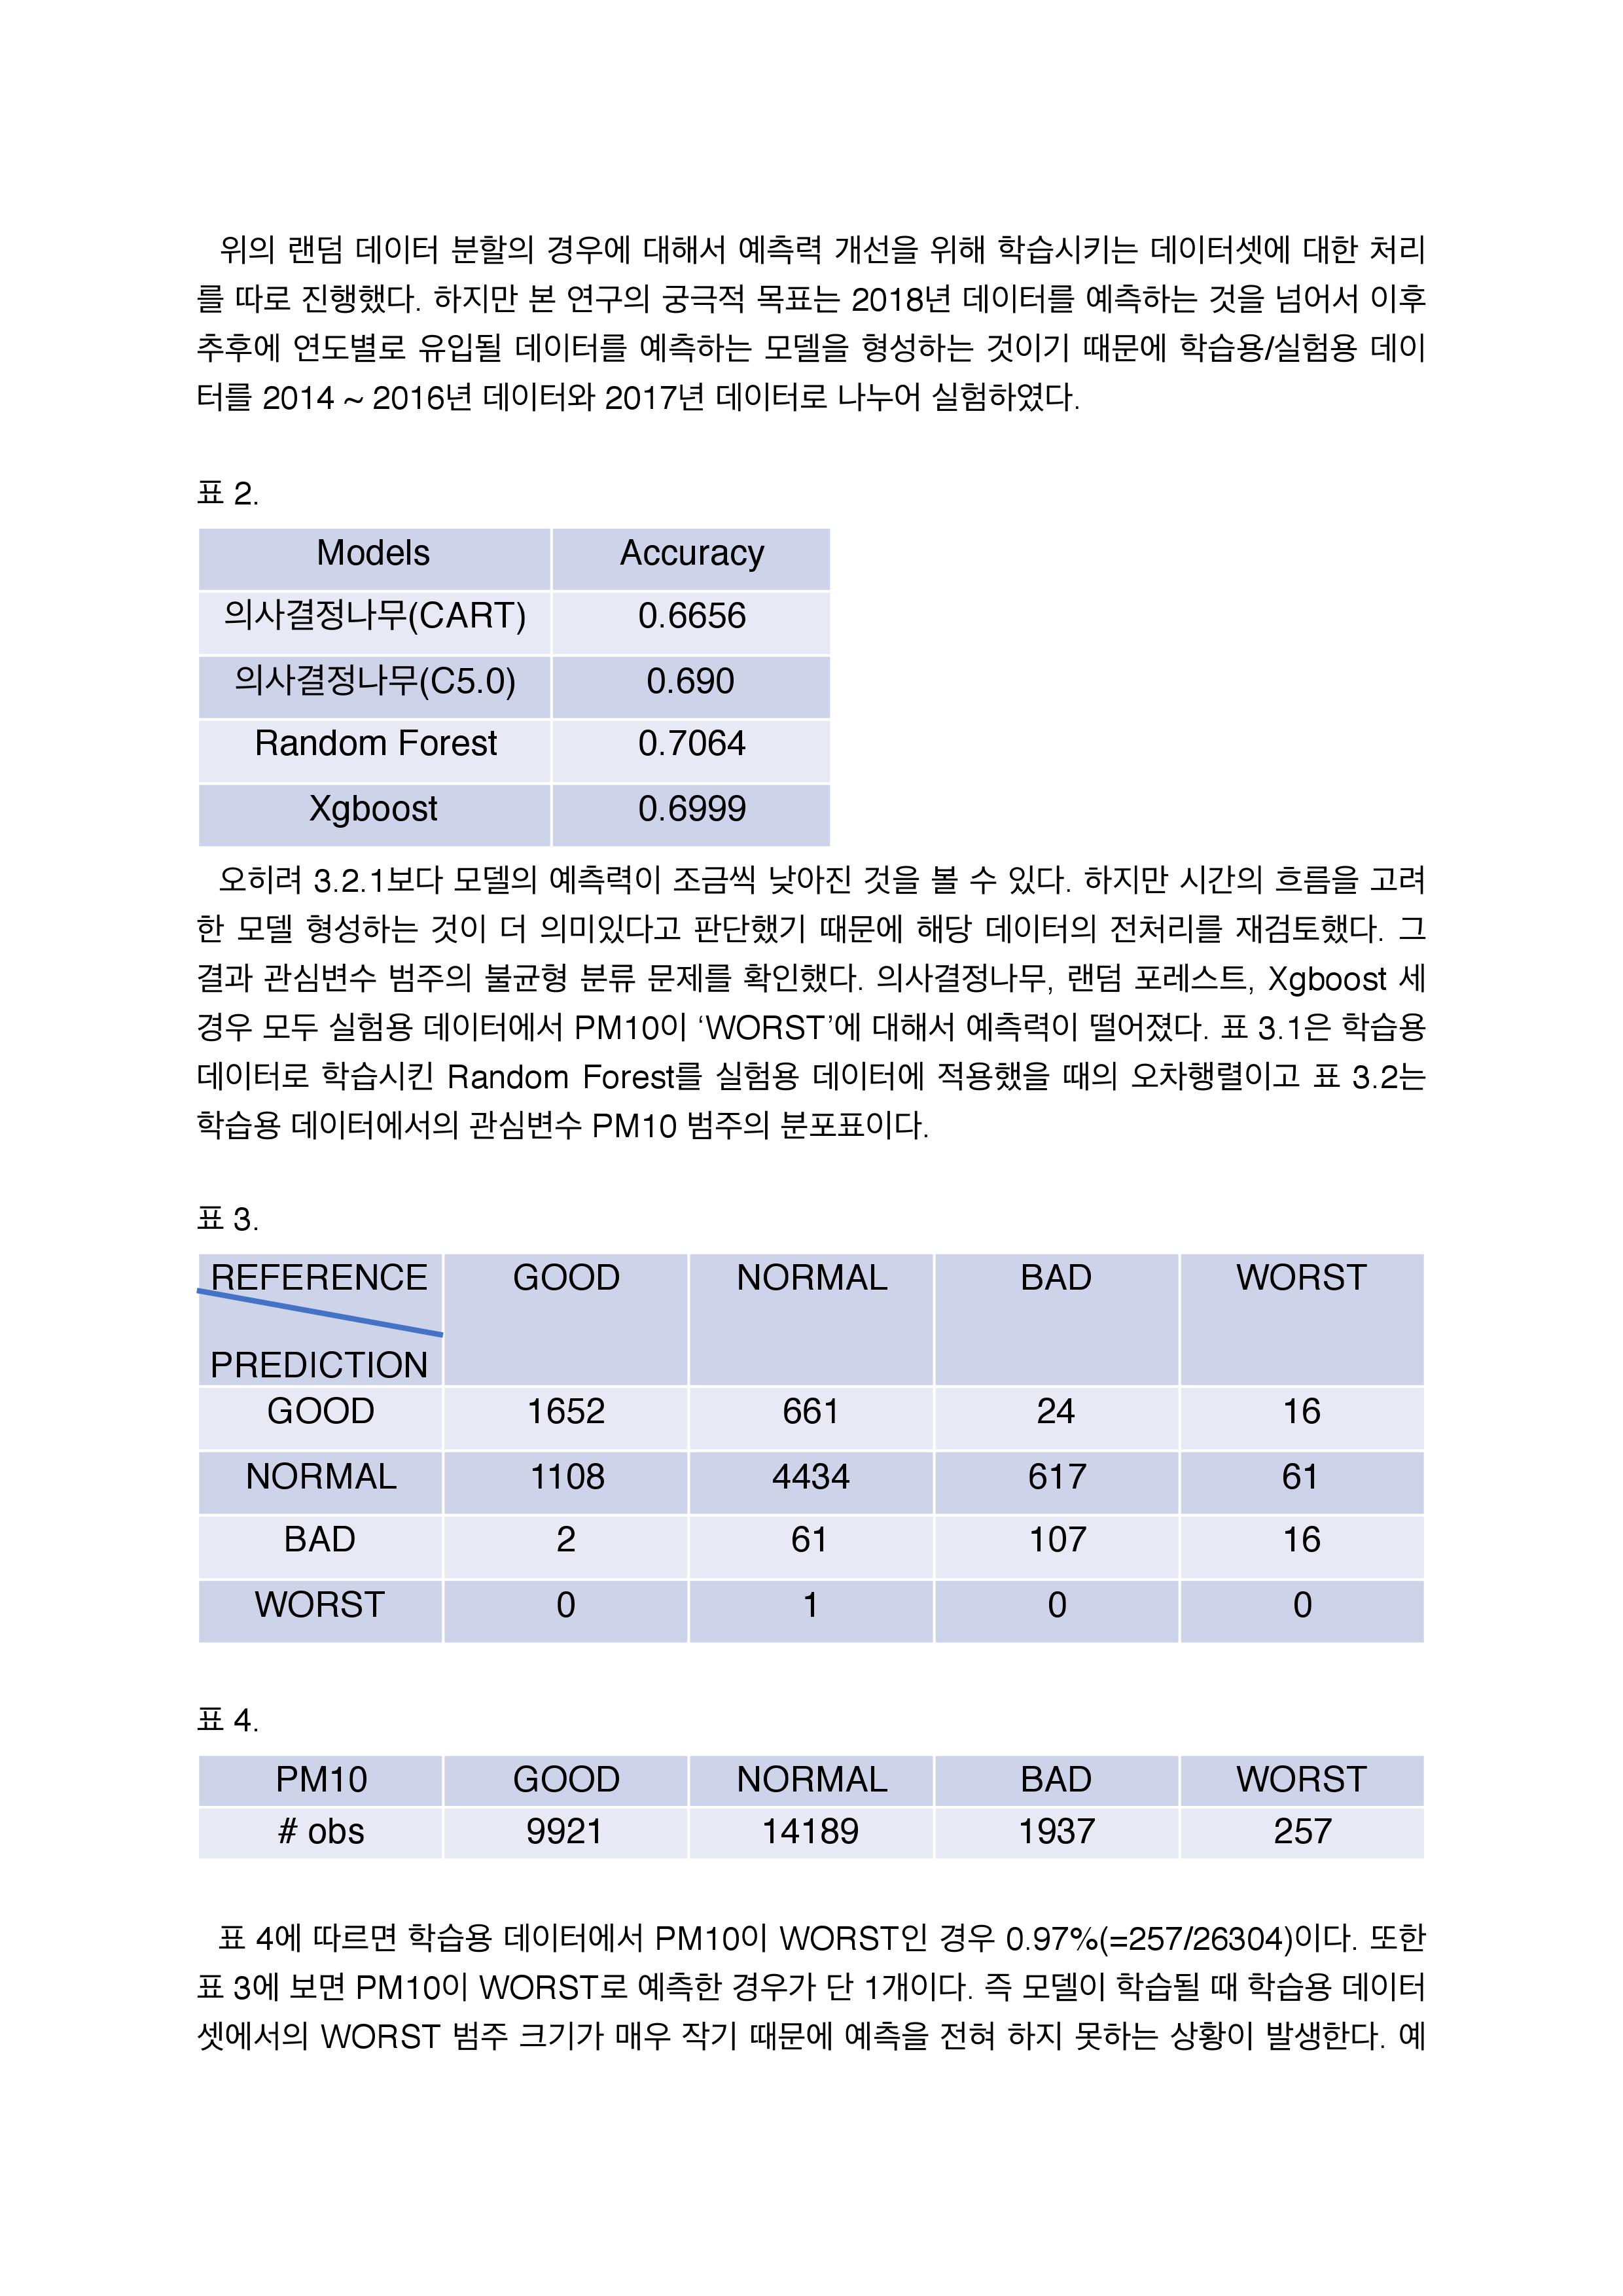 위의 랜덤 데이터 분할의 경우에 대해서 예측력 개선을 위해 학습시키는 데이터셋에 대한 처리
를 따로 진행했다. 하지만 본 연구의 궁극적 목표는 2018년 데이터를 예측하는 것을 넘어서 이후
추후에 연도별로 유입될 데이터를 예측하는 모델을 형성하는 것이기 때문에 학습용/실험용 데이
터를 2014 ~ 2016년 데이터와 2017년 데이터로 나누어 실험하였다.
표 2.
Models Accuracy
의사결정나무(CART) 0.6656
의사결정나무(C5.0) 0.690
Random Forest 0.7064
Xgboost 0.6999
오히려 3.2.1보다 모델의 예측력이 조금씩 낮아진 것을 볼 수 있다. 하지만 시간의 흐름을 고려
한 모델 형성하는 것이 더 의미있다고 판단했기 때문에 해당 데이터의 전처리를 재검토했다. 그
결과 관심변수 범주의 불균형 분류 문제를 확인했다. 의사결정나무, 랜덤 포레스트, Xgboost 세
경우 모두 실험용 데이터에서 PM10이 ‘WORST’에 대해서 예측력이 떨어졌다. 표 3.1은 학습용
데이터로 학습시킨 Random Forest를 실험용 데이터에 적용했을 때의 오차행렬이고 표 3.2는
학습용 데이터에서의 관심변수 PM10 범주의 분포표이다.
표 3.
REFERENCE GOOD NORMAL BAD WORST
PREDICTION
GOOD 1652 661 24 16
NORMAL 1108 4434 617 61
BAD 2 61 107 16
WORST 0 1 0 0
표 4.
PM10 GOOD NORMAL BAD WORST
# obs 9921 14189 1937 257
표 4에 따르면 학습용 데이터에서 PM10이 WORST인 경우 0.97%(=257/26304)이다. 또한
표 3에 보면 PM10이 WORST로 예측한 경우가 단 1개이다. 즉 모델이 학습될 때 학습용 데이터
셋에서의 WORST 범주 크기가 매우 작기 때문에 예측을 전혀 하지 못하는 상황이 발생한다. 예